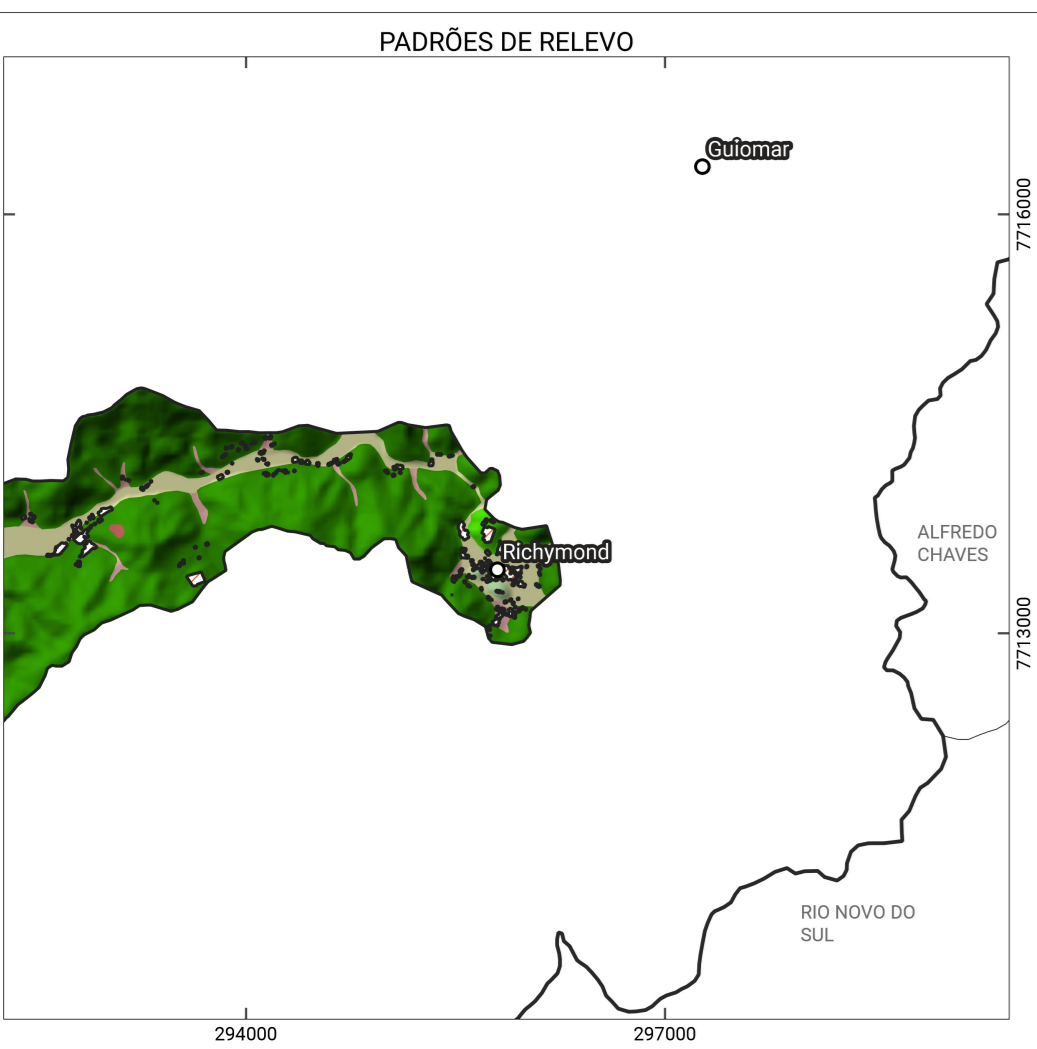 PADRÕES DE RELEVO
Guiomar
7716000
ALFREDO
CHAVES
Richymond
7713000
RIO NOVO DO
SUL
294000
297000